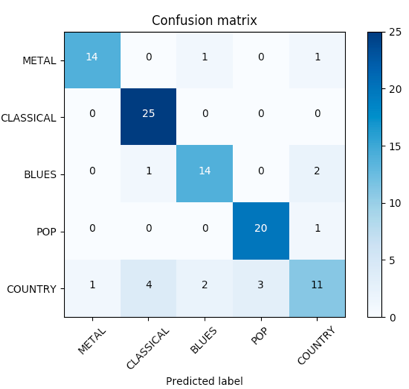 Confusion matrix
METAL 14 0 1 0 1
CLASSICAL 0 25 0 0 0
BLUES 0 1 14 0 2
POP 0 0 0 20 1
COUNTRY 1 4 2 3 11
METAL CLASSICAL BLUES POP COUNTRY
Predicted label
25
20
15
10
5
0